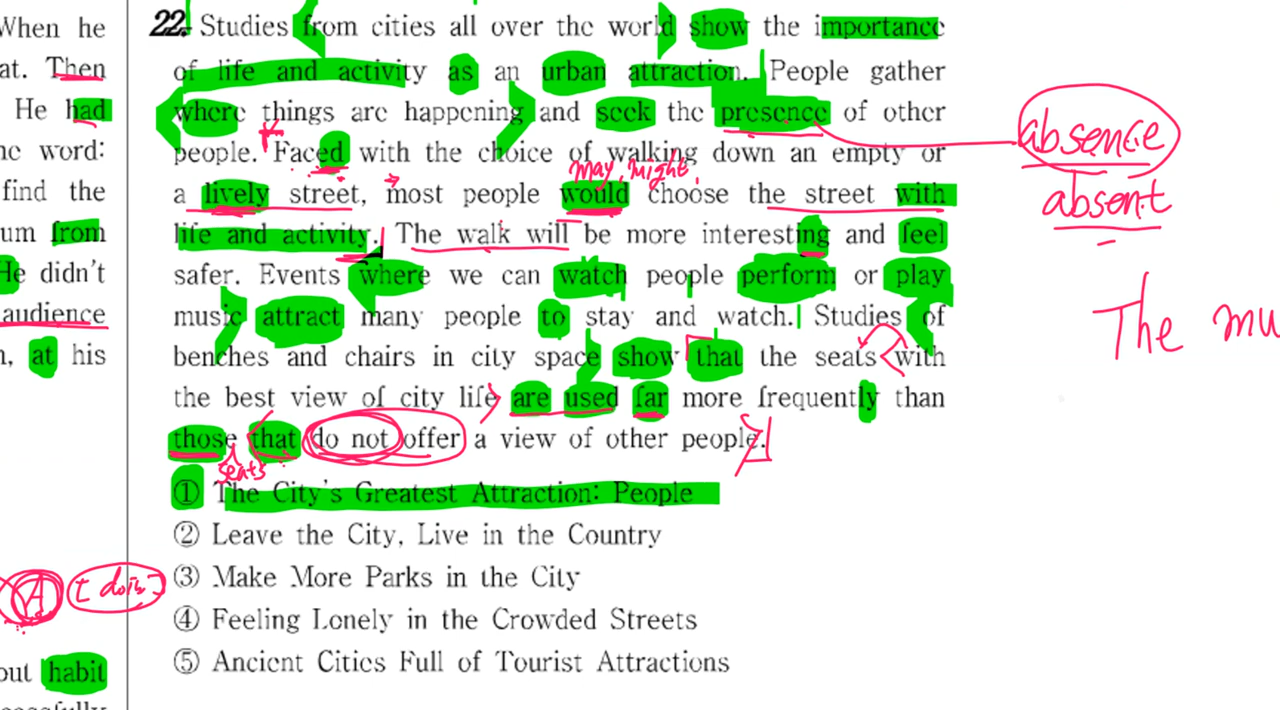 When he
at. Then
He had
he word:
find the
um from
He didn't
audience
n, at his
A [doing]
out habit
22. Studies from cities all over the world show the importance
of life and activity as an urban attraction. People gather
where things are happening and seek the presence of other
people. Faced with the choice of walking down an empty or
may, might,
a lively street, most people would choose the street with
life and activity. The walk will be more interesting and feel
safer. Events where we can watch people perform or play
music attract many people to stay and watch. Studies of
benches and chairs in city space show that the seats with
the best view of city life are used far more frequently than
those that do not offer a view of other people.
seats
① The City's Greatest Attraction: People
② Leave the City, Live in the Country
③ Make More Parks in the City
④ Feeling Lonely in the Crowded Streets
⑤ Ancient Cities Full of Tourist Attractions
absence
absent
The mu